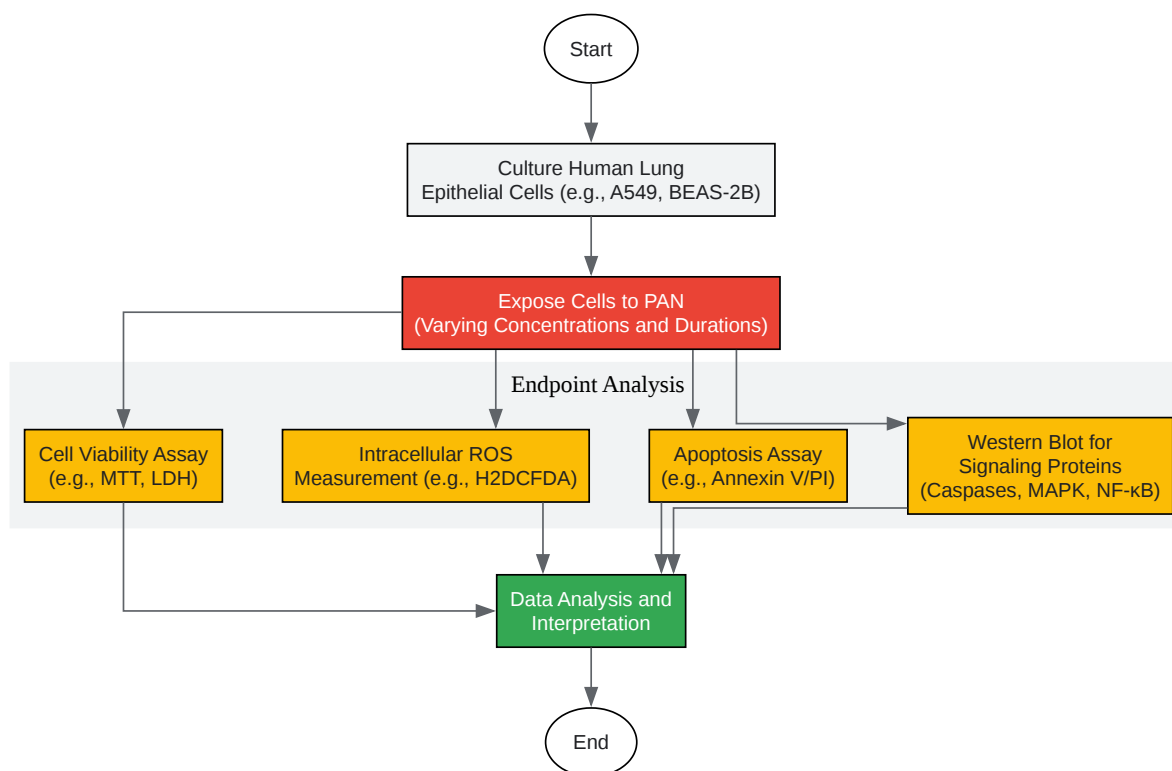 Start
Culture Human Lung
Epithelial Cells (e.g., A549, BEAS-2B)
Expose Cells to PAN
(Varying Concentrations and Durations)
Endpoint Analysis
Cell Viability Assay
(e.g., MTT, LDH)
Intracellular ROS
Measurement (e.g., H2DCFDA)
Apoptosis Assay
(e.g., Annexin V/PI)
Western Blot for
Signaling Proteins
(Caspases, MAPK, NF-κB)
Data Analysis and
Interpretation
End